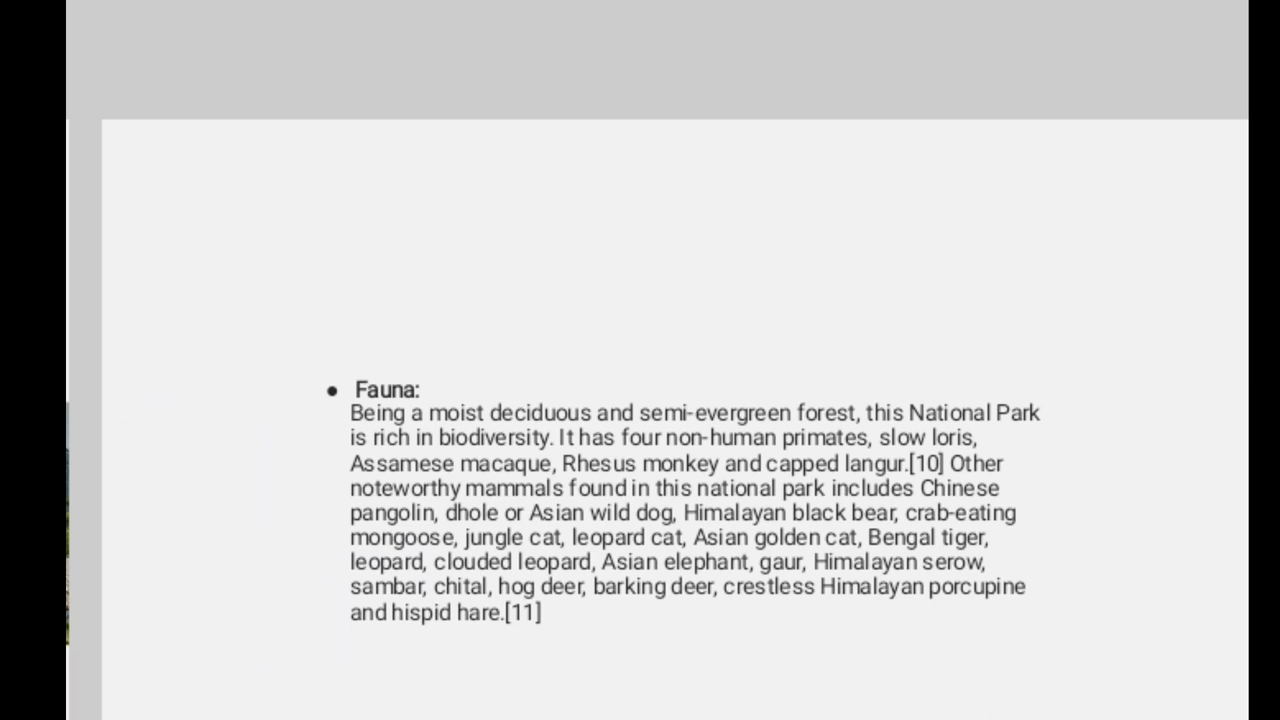 ● Fauna:
Being a moist deciduous and semi-evergreen forest, this National Park
is rich in biodiversity. It has four non-human primates, slow loris,
Assamese macaque, Rhesus monkey and capped langur.[10] Other
noteworthy mammals found in this national park includes Chinese
pangolin, dhole or Asian wild dog, Himalayan black bear, crab-eating
mongoose, jungle cat, leopard cat, Asian golden cat, Bengal tiger,
leopard, clouded leopard, Asian elephant, gaur, Himalayan serow,
sambar, chital, hog deer, barking deer, crestless Himalayan porcupine
and hispid hare.[11]